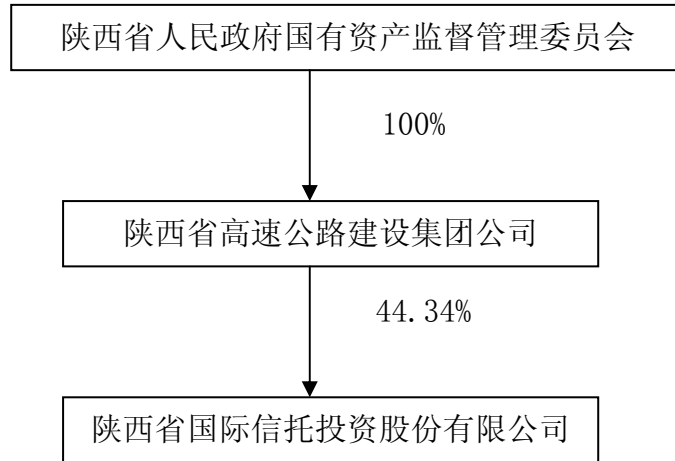 陕西省人民政府国有资产监督管理委员会
100%
陕西省高速公路建设集团公司
44.34%
陕西省国际信托投资股份有限公司